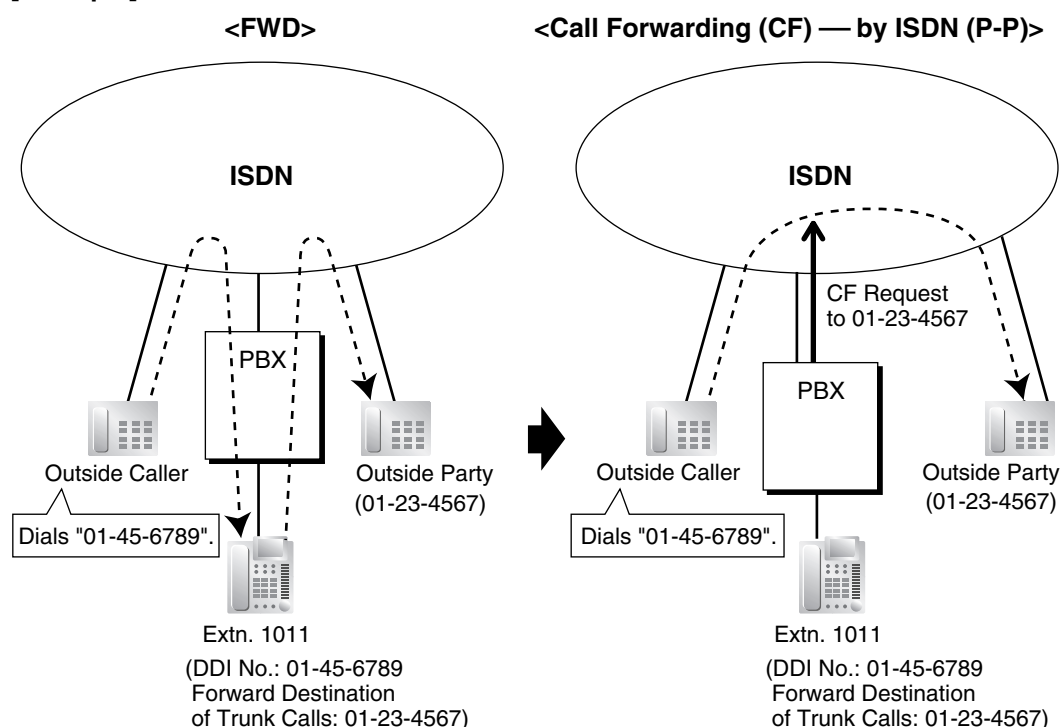 <FWD>
ISDN
PBX
Outside Caller
Dials "01-45-6789".
Outside Party
(01-23-4567)
Extn. 1011
(DDI No.: 01-45-6789
Forward Destination
of Trunk Calls: 01-23-4567)
<Call Forwarding (CF) — by ISDN (P-P)>
ISDN
CF Request
to 01-23-4567
PBX
Outside Caller
Dials "01-45-6789".
Outside Party
(01-23-4567)
Extn. 1011
(DDI No.: 01-45-6789
Forward Destination
of Trunk Calls: 01-23-4567)